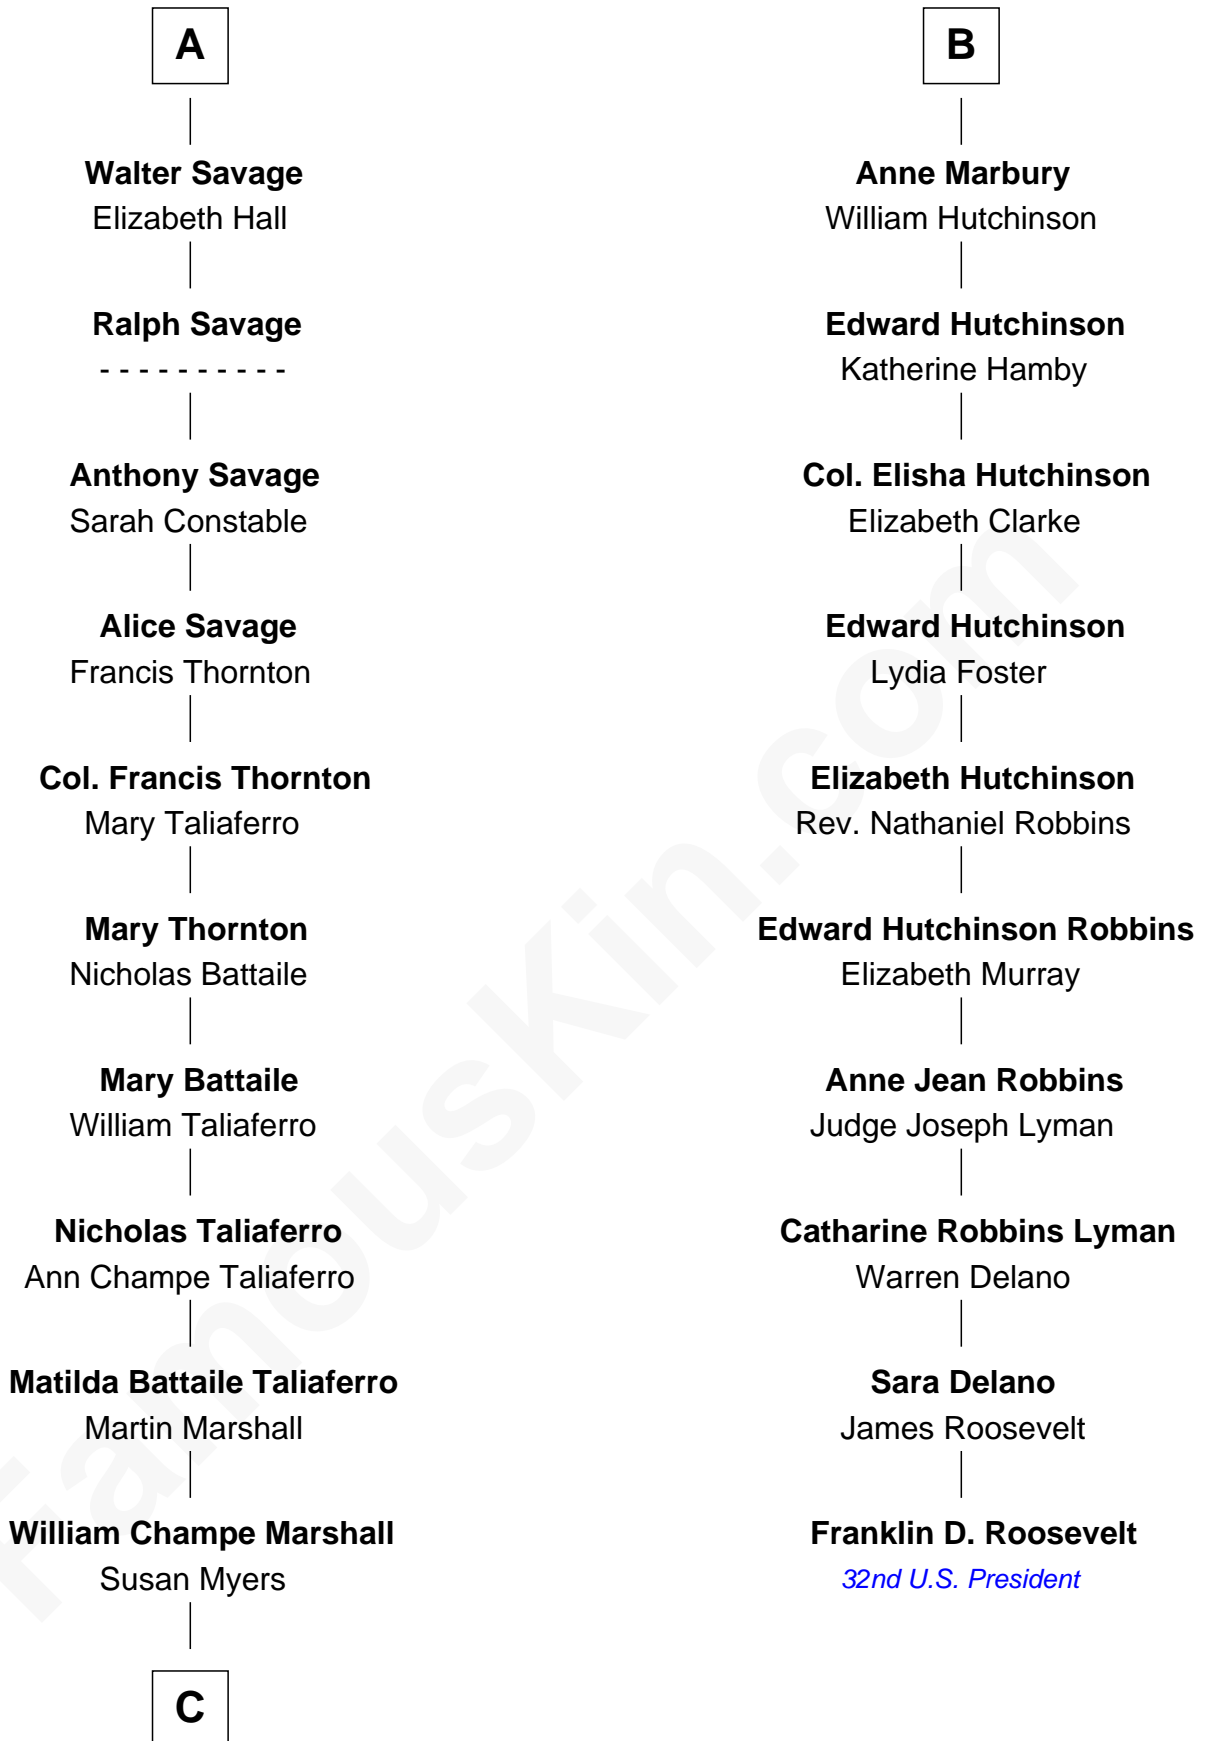 A
Walter Savage
Elizabeth Hall
Ralph Savage
- - - - - - - - - -
Anthony Savage
Sarah Constable
Alice Savage
Francis Thornton
Col. Francis Thornton
Mary Taliaferro
Mary Thornton
Nicholas Battaile
Mary Battaile
William Taliaferro
Nicholas Taliaferro
Ann Champe Taliaferro
Matilda Battaile Taliaferro
Martin Marshall
William Champe Marshall
Susan Myers
C
B
Anne Marbury
William Hutchinson
Edward Hutchinson
Katherine Hamby
Col. Elisha Hutchinson
Elizabeth Clarke
Edward Hutchinson
Lydia Foster
Elizabeth Hutchinson
Rev. Nathaniel Robbins
Edward Hutchinson Robbins
Elizabeth Murray
Anne Jean Robbins
Judge Joseph Lyman
Catharine Robbins Lyman
Warren Delano
Sara Delano
James Roosevelt
Franklin D. Roosevelt
32nd U.S. President
FamousKin.com